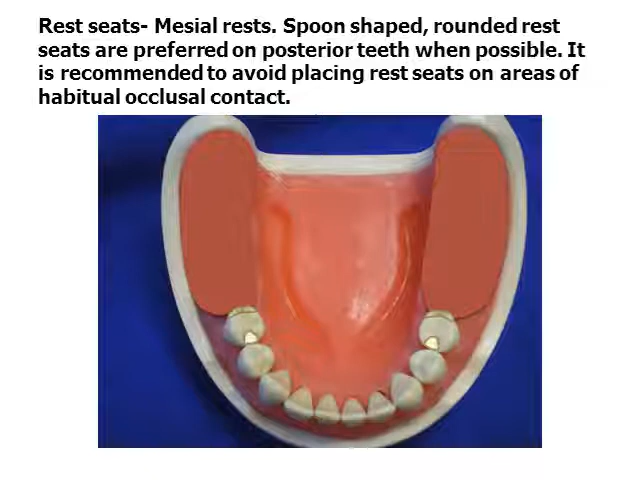 Rest seats- Mesial rests. Spoon shaped, rounded rest
seats are preferred on posterior teeth when possible. It
is recommended to avoid placing rest seats on areas of
habitual occlusal contact.